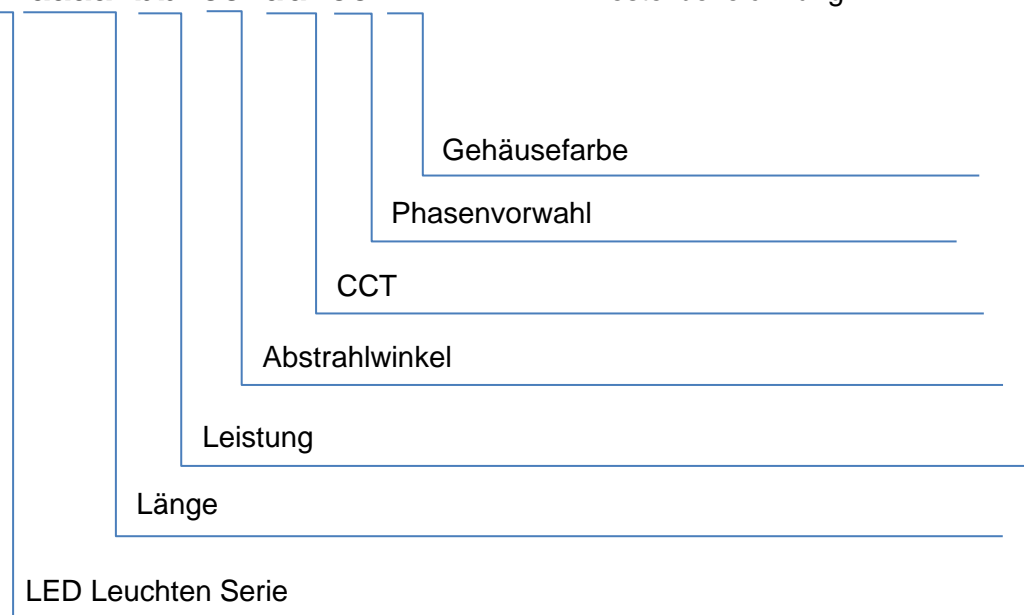 Gehäusefarbe
Phasenvorwahl
CCT
Abstrahlwinkel
Leistung
Länge
LED Leuchten Serie